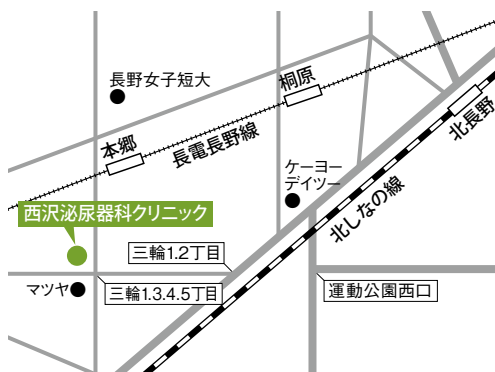 長野女子短大
桐原
北長野
本郷
長電長野線
ケーヨー
デイツー
北しなの線
西沢泌尿器科クリニック
三輪1.2丁目
マツヤ
三輪1.3.4.5丁目
運動公園西口